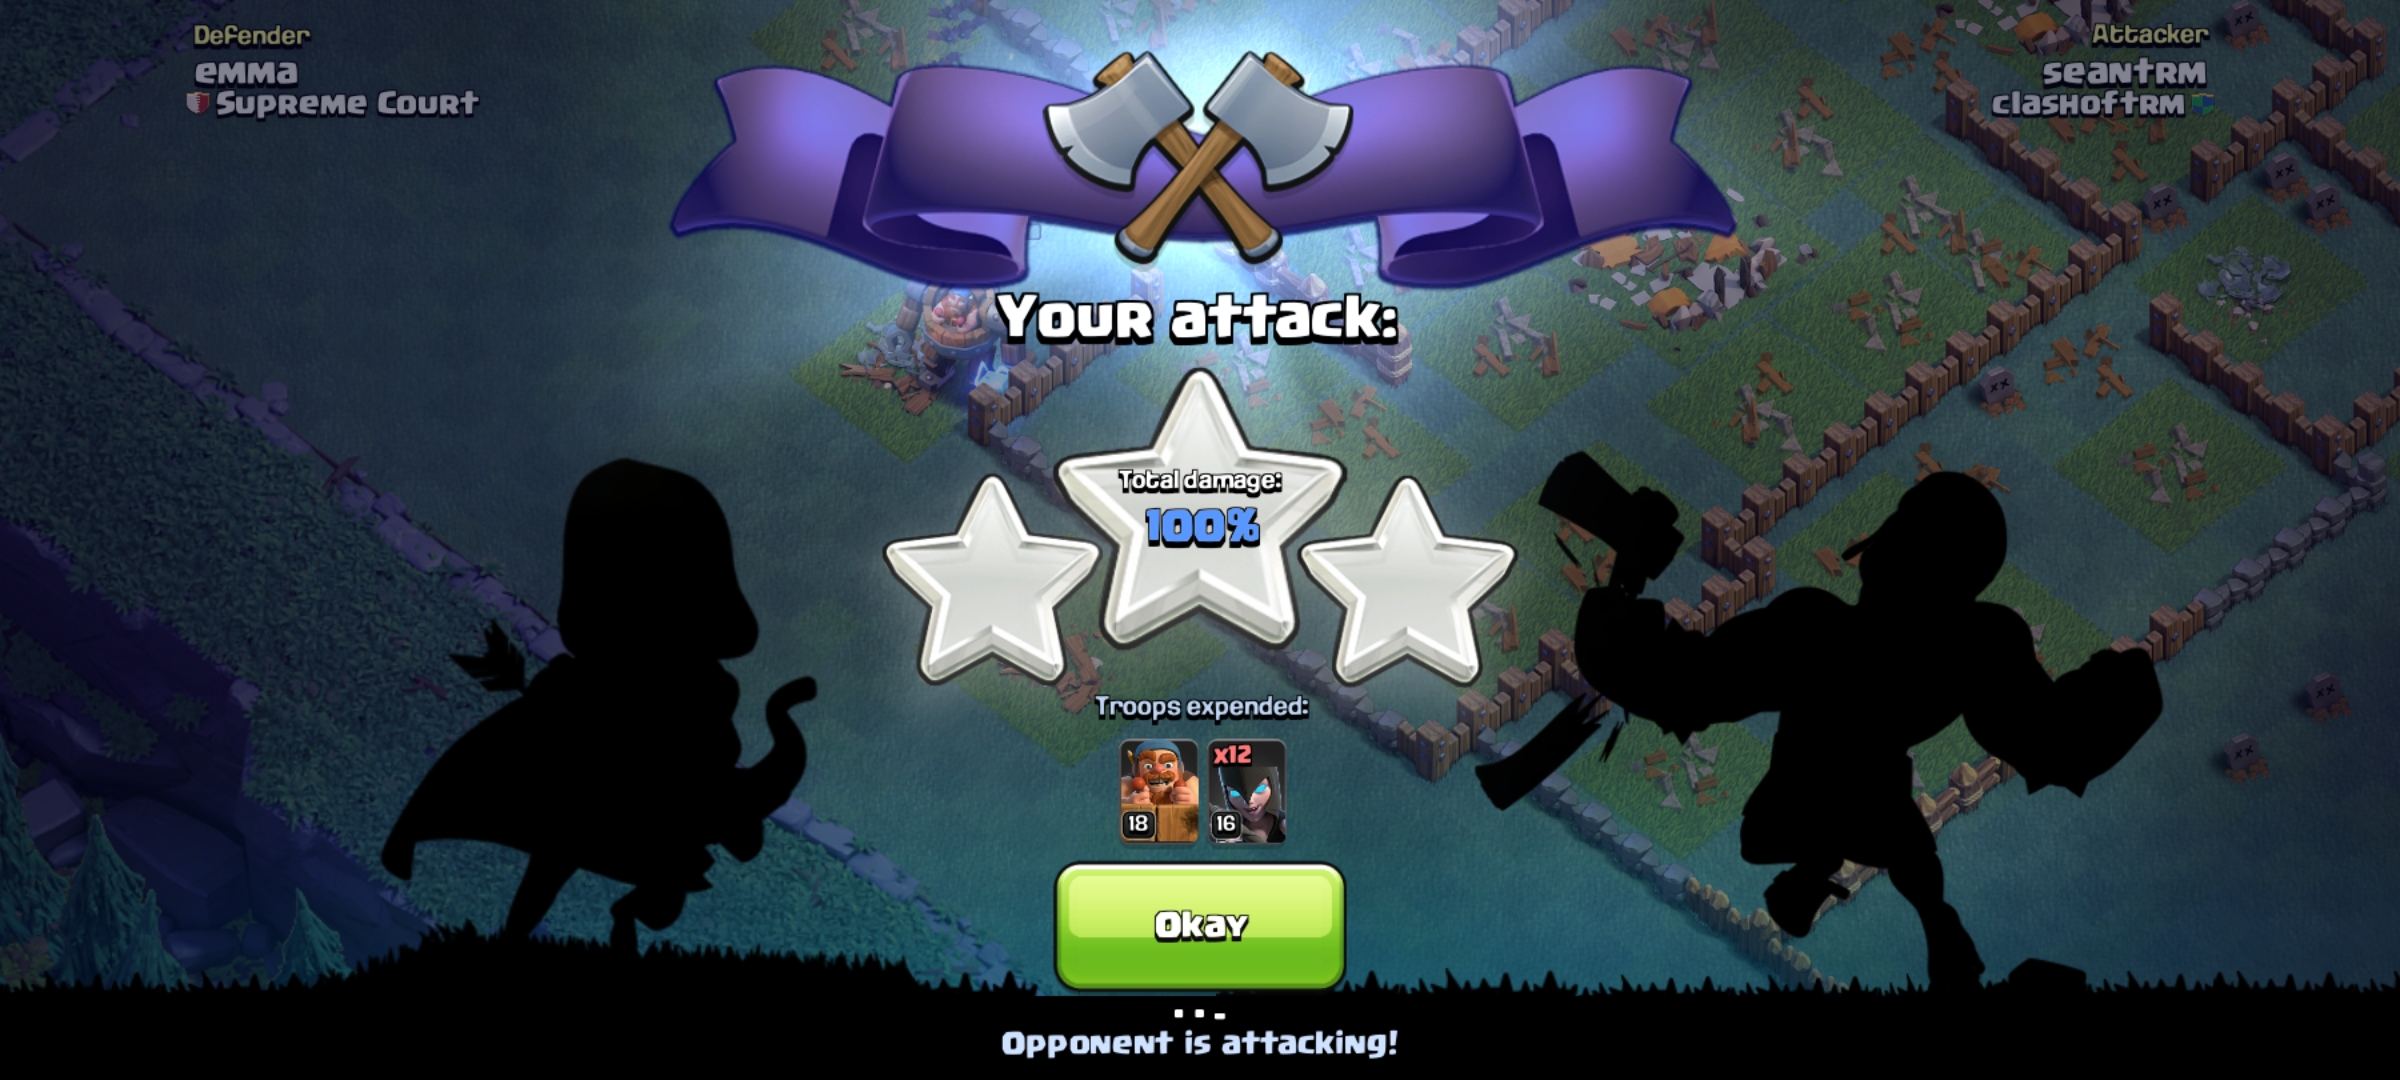 Defender
emma
Supreme Court
Attacker
seantRM
clashoftRM
Your attack:
Total damage:
100%
Troops expended:
x12
18
16
Okay
Opponent is attacking!